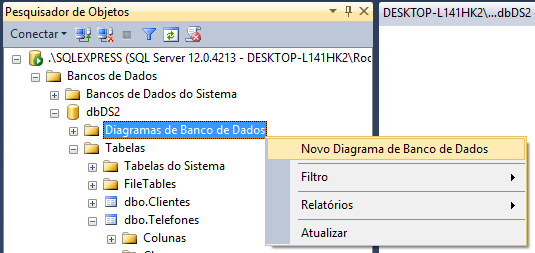 Pesquisador de Objetos
DESKTOP-L141HK2\...dbDS2
Conectar
.\SQLEXPRESS (SQL Server 12.0.4213 - DESKTOP-L141HK2\Roc
Bancos de Dados
Bancos de Dados do Sistema
dbDS2
Diagramas de Banco de Dados
Novo Diagrama de Banco de Dados
Tabelas
Tabelas do Sistema
Filtro
FileTables
dbo.Clientes
Relatórios
dbo.Telefones
Atualizar
Colunas